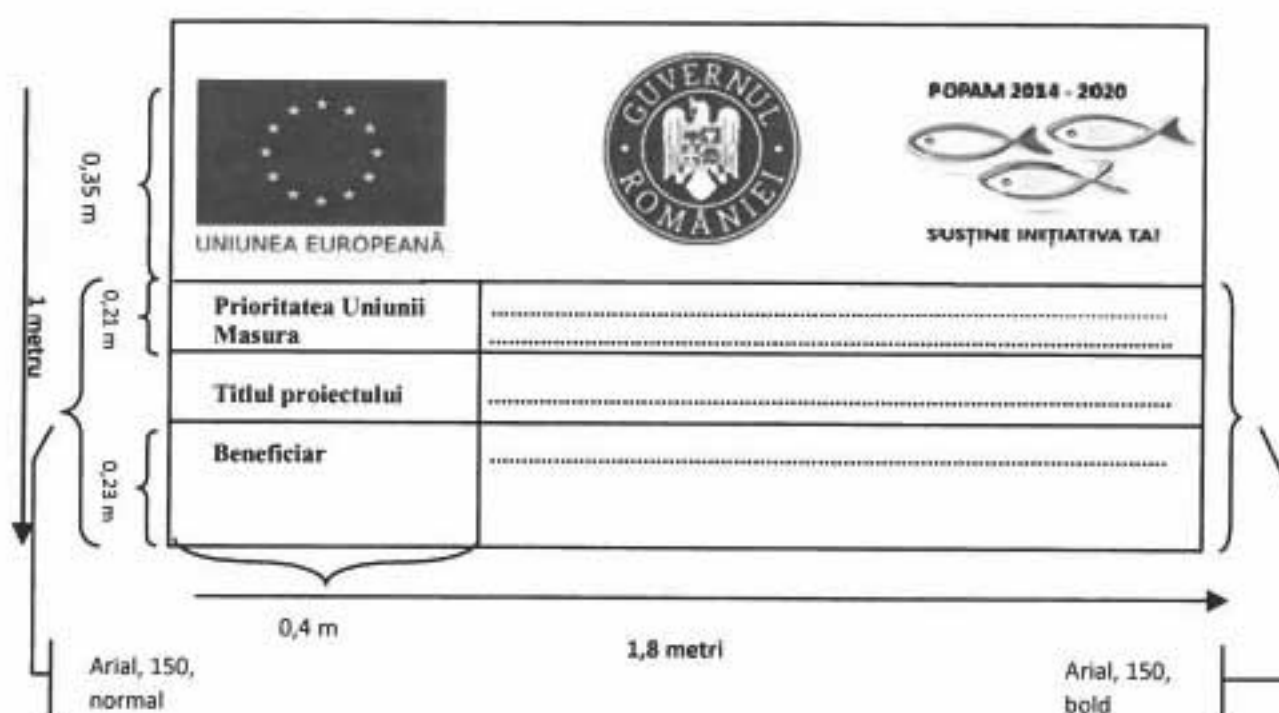 GUVERNUL ROMÂNIEI
POPAM 2014 - 2020
UNIUNEA EUROPEANĂ
SUSȚINE INIȚIATIVA TA!
0,35 m
1 metru
0,21 m
Prioritatea Uniunii ........................
Masura ........................
Titlul proiectului ........................
Beneficiar ........................
0,23 m
0,4 m
1,8 metri
Arial, 150,
normal
Arial, 150,
bold